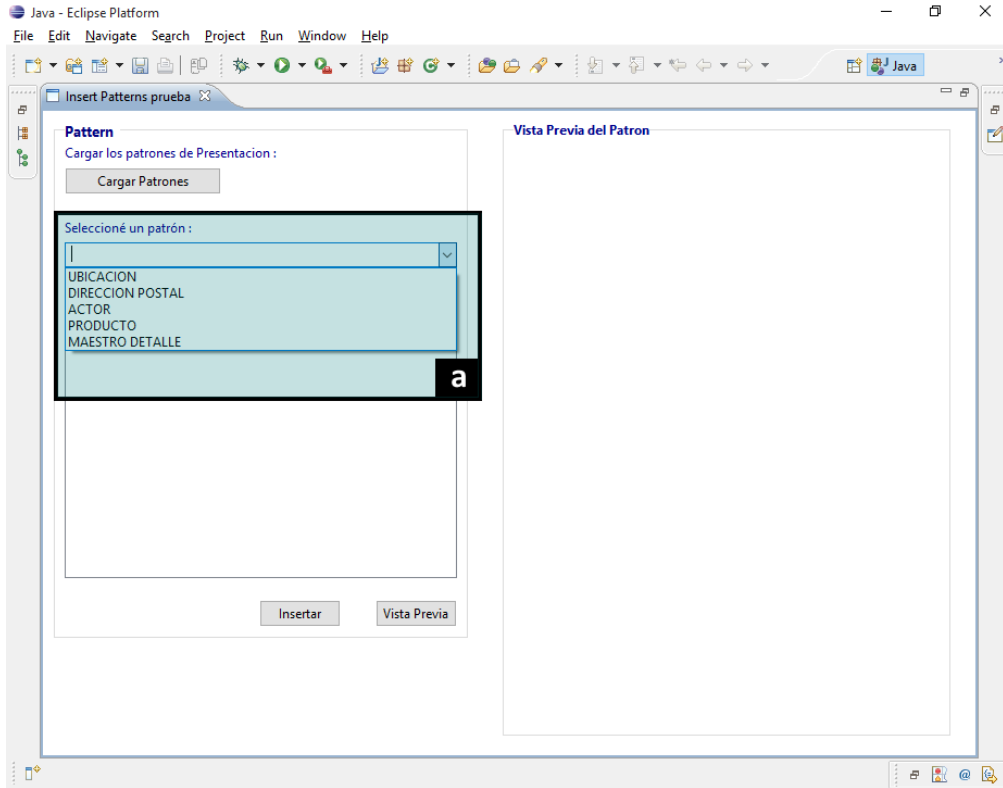 Java - Eclipse Platform
File Edit Navigate Search Project Run Window Help
Java
Insert Patterns prueba
Pattern
Cargar los patrones de Presentacion :
Cargar Patrones
Seleccioné un patrón :
UBICACION
DIRECCION POSTAL
ACTOR
PRODUCTO
MAESTRO DETALLE
a
Insertar
Vista Previa
Vista Previa del Patron